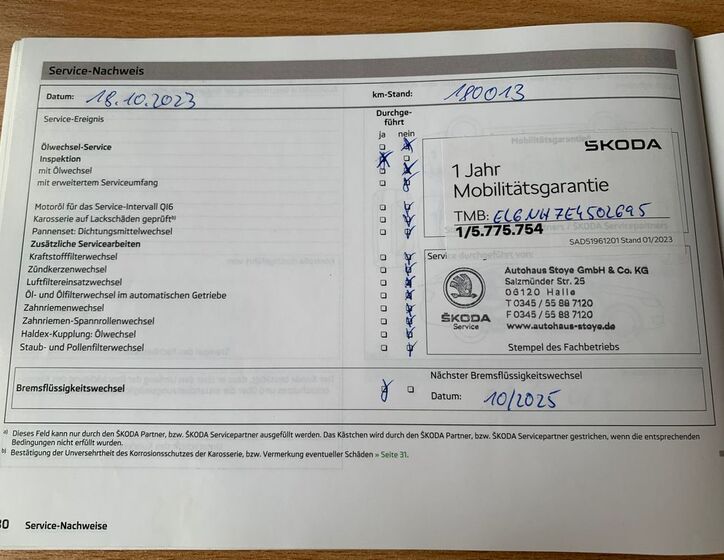 Service-Nachweis
Datum: 18.10.2023 km-Stand: 180013
Service-Ereignis Durchge-
führt
ja nein
Ölwechsel-Service
Inspektion
mit Ölwechsel
mit erweitertem Serviceumfang
Motoröl für das Service-Intervall QI6
Karosserie auf Lackschäden geprüft b)
Pannenset: Dichtungsmittelwechsel
Zusätzliche Servicearbeiten
Kraftstofffilterwechsel
Zündkerzenwechsel
Luftfiltereinsatzwechsel
Öl- und Ölfilterwechsel im automatischen Getriebe
Zahnriemenwechsel
Zahnriemen-Spannrollenwechsel
Haldex-Kupplung: Ölwechsel
Staub- und Pollenfilterwechsel
ŠKODA
1 Jahr
Mobilitätsgarantie
TMB: EL6NH7E4502695
1/5.775.754
SAD51961201 Stand 01/2023
Servi
ŠKODA
Service
Autohaus Stoye GmbH & Co. KG
Salzmünder Str. 25
06120 Halle
T 0345 / 55 88 7120
F 0345 / 55 88 7120
www.autohaus-stoye.de
Stempel des Fachbetriebs
Bremsflüssigkeitswechsel
Nächster Bremsflüssigkeitswechsel
Datum: 10/2025
a) Dieses Feld kann nur durch den ŠKODA Partner, bzw. ŠKODA Servicepartner ausgefüllt werden. Das Kästchen wird durch den ŠKODA Partner, bzw. ŠKODA Servicepartner gestrichen, wenn die entsprechenden
Bedingungen nicht erfüllt wurden.
b) Bestätigung der Unversehrtheit des Korrosionsschutzes der Karosserie, bzw. Vermerkung eventueller Schäden » Seite 31.
Service-Nachweise